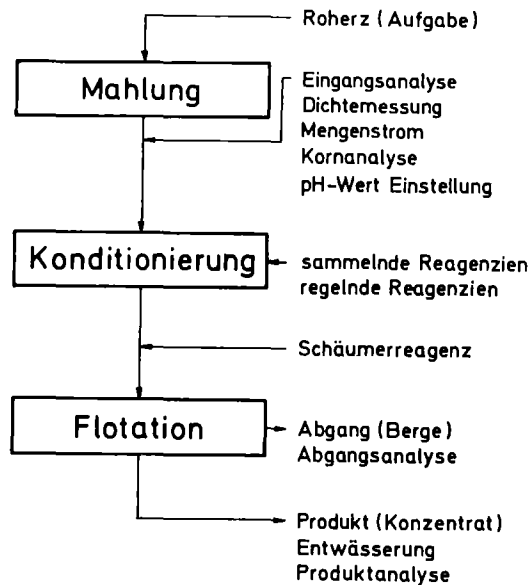 Roherz (Aufgabe)
Mahlung
Eingangsanalyse
Dichtemessung
Mengenstrom
Kornanalyse
pH-Wert Einstellung
Konditionierung
sammelnde Reagenzien
regelnde Reagenzien
Schäumerreagenz
Flotation
Abgang (Berge)
Abgangsanalyse
Produkt (Konzentrat)
Entwässerung
Produktanalyse